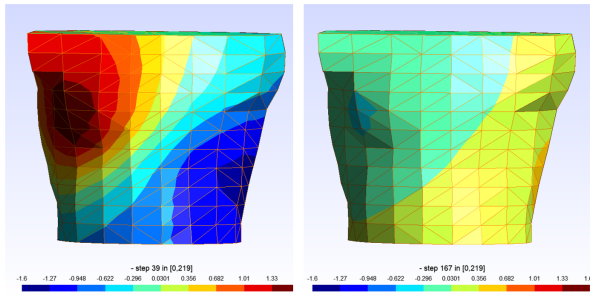 - step 39 in [0,219]
-1.6 -1.27 -0.948 -0.622 -0.296 0.0301 0.356 0.682 1.01 1.33
- step 167 in [0,219]
-1.6 -1.27 -0.948 -0.622 -0.296 0.0301 0.356 0.682 1.01